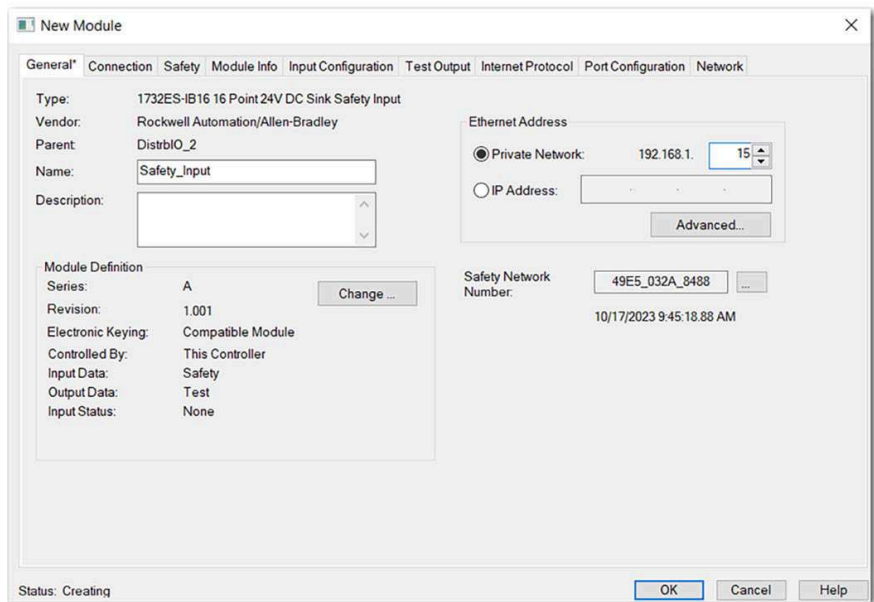 New Module
General* Connection Safety Module Info Input Configuration Test Output Internet Protocol Port Configuration Network
Type: 1732ES-IB16 16 Point 24V DC Sink Safety Input
Vendor: Rockwell Automation/Allen-Bradley
Parent: DistrbIO_2
Name: Safety_Input
Description:
Ethernet Address
Private Network: 192.168.1. 15
IP Address: . . .
Advanced...
Module Definition
Series: A
Change ...
Revision: 1.001
Electronic Keying: Compatible Module
Controlled By: This Controller
Input Data: Safety
Output Data: Test
Input Status: None
Safety Network
Number: 49E5_032A_8488 ...
10/17/2023 9:45:18.88 AM
Status: Creating
OK Cancel Help